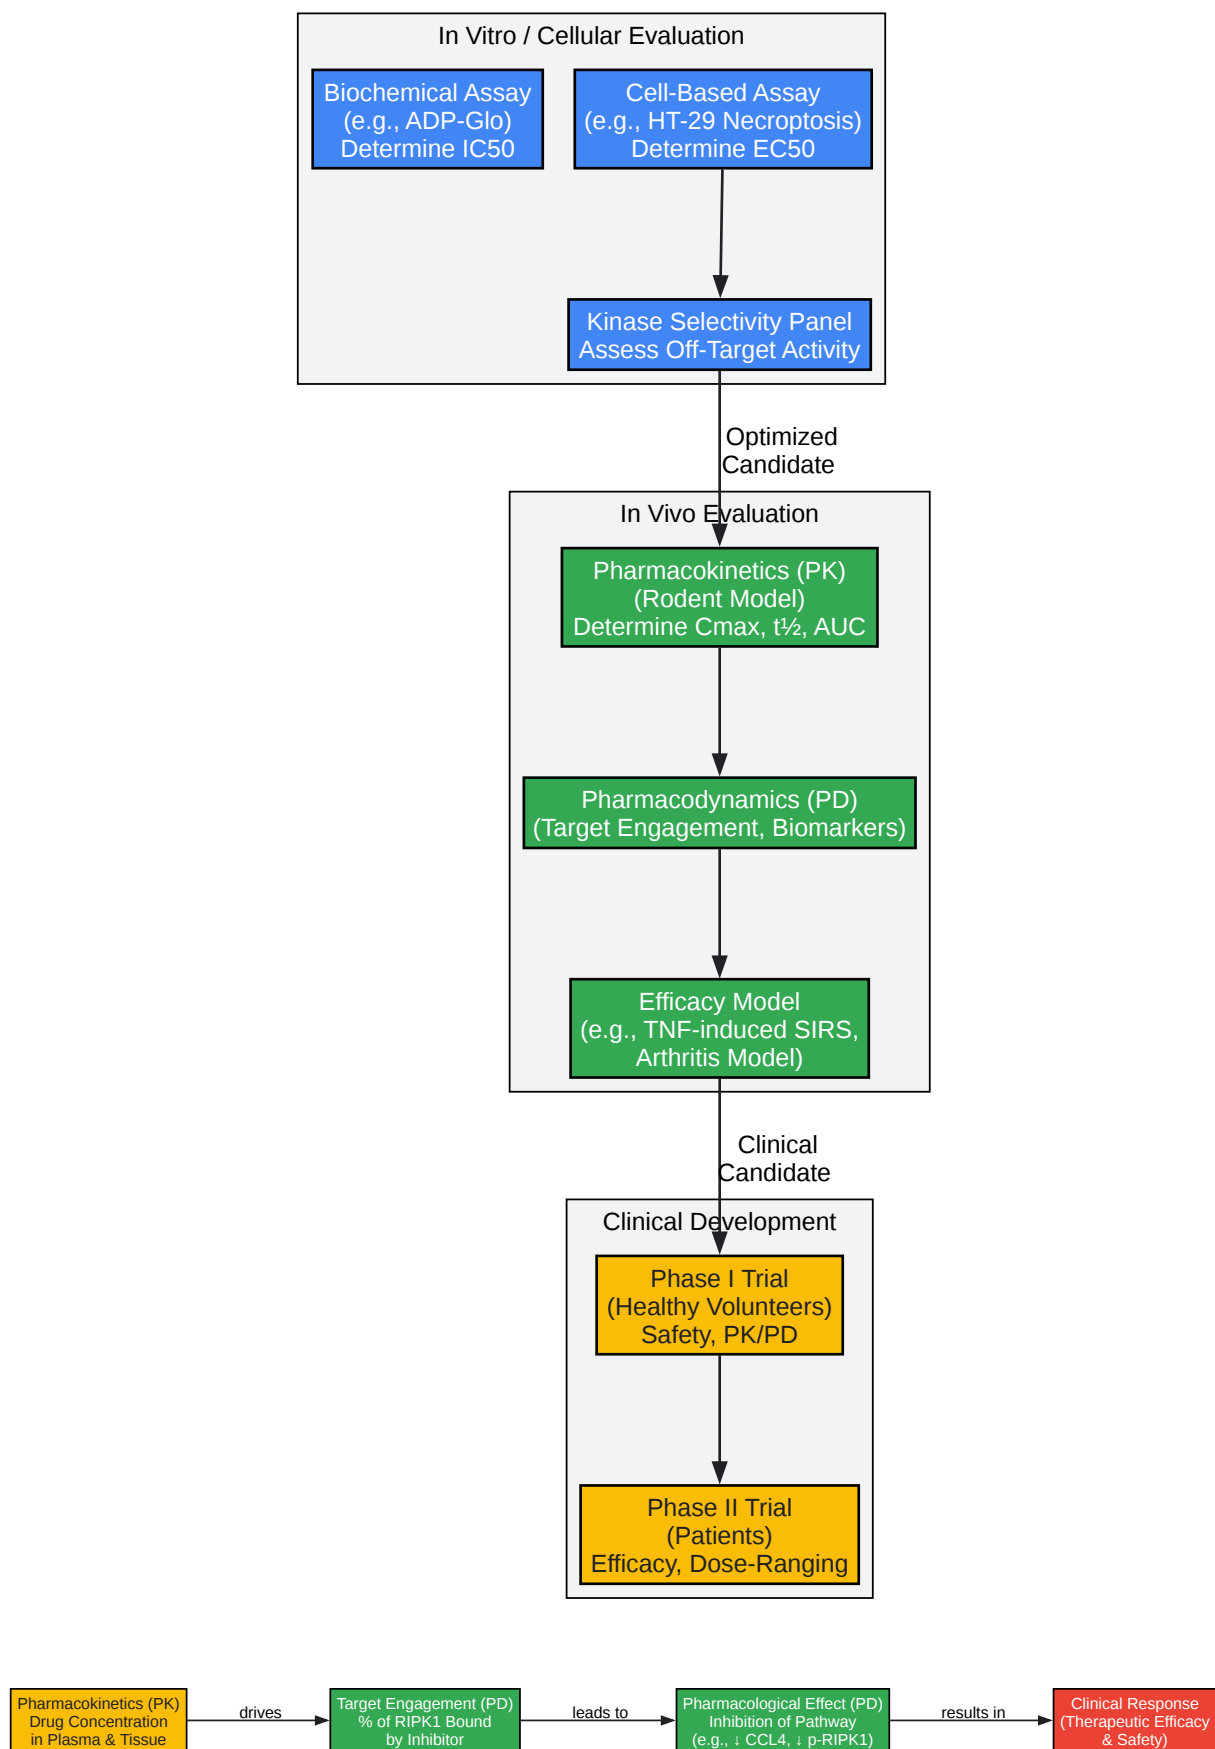 In Vitro / Cellular Evaluation
Biochemical Assay
(e.g., ADP-Glo)
Determine IC50
Cell-Based Assay
(e.g., HT-29 Necroptosis)
Determine EC50
Kinase Selectivity Panel
Assess Off-Target Activity
Optimized
Candidate
In Vivo Evaluation
Pharmacokinetics (PK)
(Rodent Model)
Determine Cmax, t½, AUC
Pharmacodynamics (PD)
(Target Engagement, Biomarkers)
Efficacy Model
(e.g., TNF-induced SIRS,
Arthritis Model)
Clinical
Candidate
Clinical Development
Phase I Trial
(Healthy Volunteers)
Safety, PK/PD
Phase II Trial
(Patients)
Efficacy, Dose-Ranging
Pharmacokinetics (PK)
Drug Concentration
in Plasma & Tissue
drives
Target Engagement (PD)
% of RIPK1 Bound
by Inhibitor
leads to
Pharmacological Effect (PD)
Inhibition of Pathway
(e.g., ↓ CCL4, ↓ p-RIPK1)
results in
Clinical Response
(Therapeutic Efficacy
& Safety)